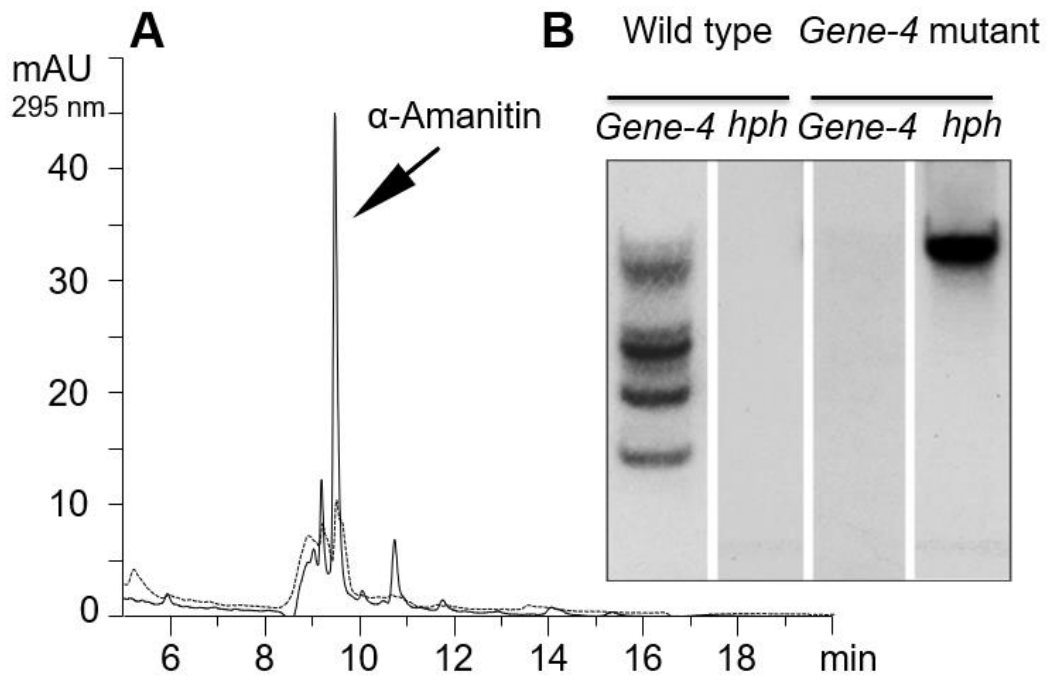 A
mAU
295 nm
α-Amanitin
40
30
20
10
0
6 8 10 12 14 16 18 min
B
Wild type Gene-4 mutant
Gene-4 hph Gene-4 hph